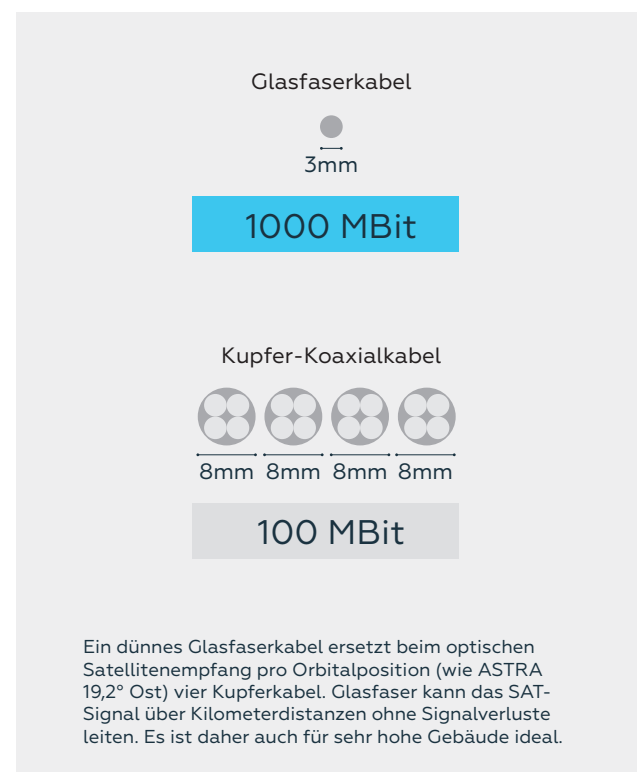 Glasfaserkabel
3mm
1000 MBit
Kupfer-Koaxialkabel
8mm 8mm 8mm 8mm
100 MBit
Ein dünnes Glasfaserkabel ersetzt beim optischen
Satellitenempfang pro Orbitalposition (wie ASTRA
19,2° Ost) vier Kupferkabel. Glasfaser kann das SAT-
Signal über Kilometerdistanzen ohne Signalverluste
leiten. Es ist daher auch für sehr hohe Gebäude ideal.